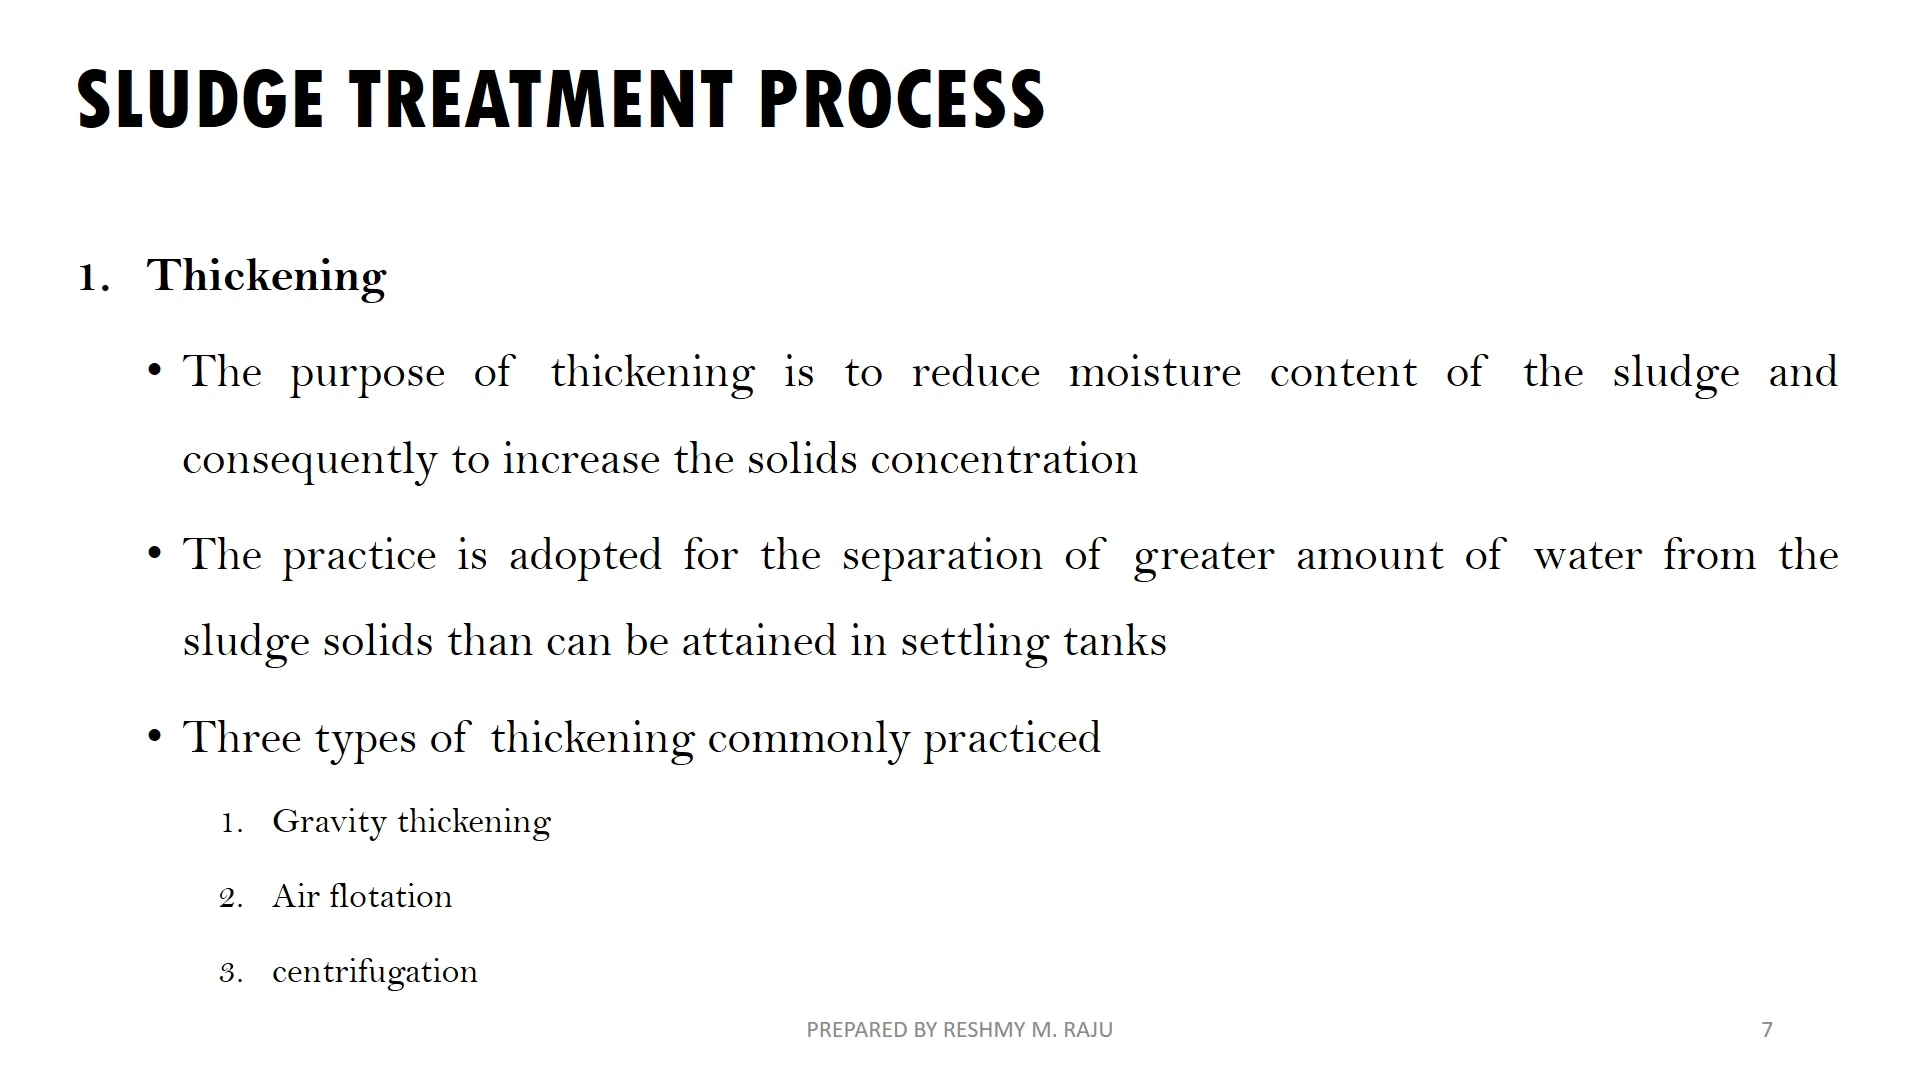 SLUDGE TREATMENT PROCESS
1. Thickening
• The purpose of thickening is to reduce moisture content of the sludge and
consequently to increase the solids concentration
• The practice is adopted for the separation of greater amount of water from the
sludge solids than can be attained in settling tanks
• Three types of thickening commonly practiced
1. Gravity thickening
2. Air flotation
3. centrifugation
PREPARED BY RESHMY M. RAJU 7